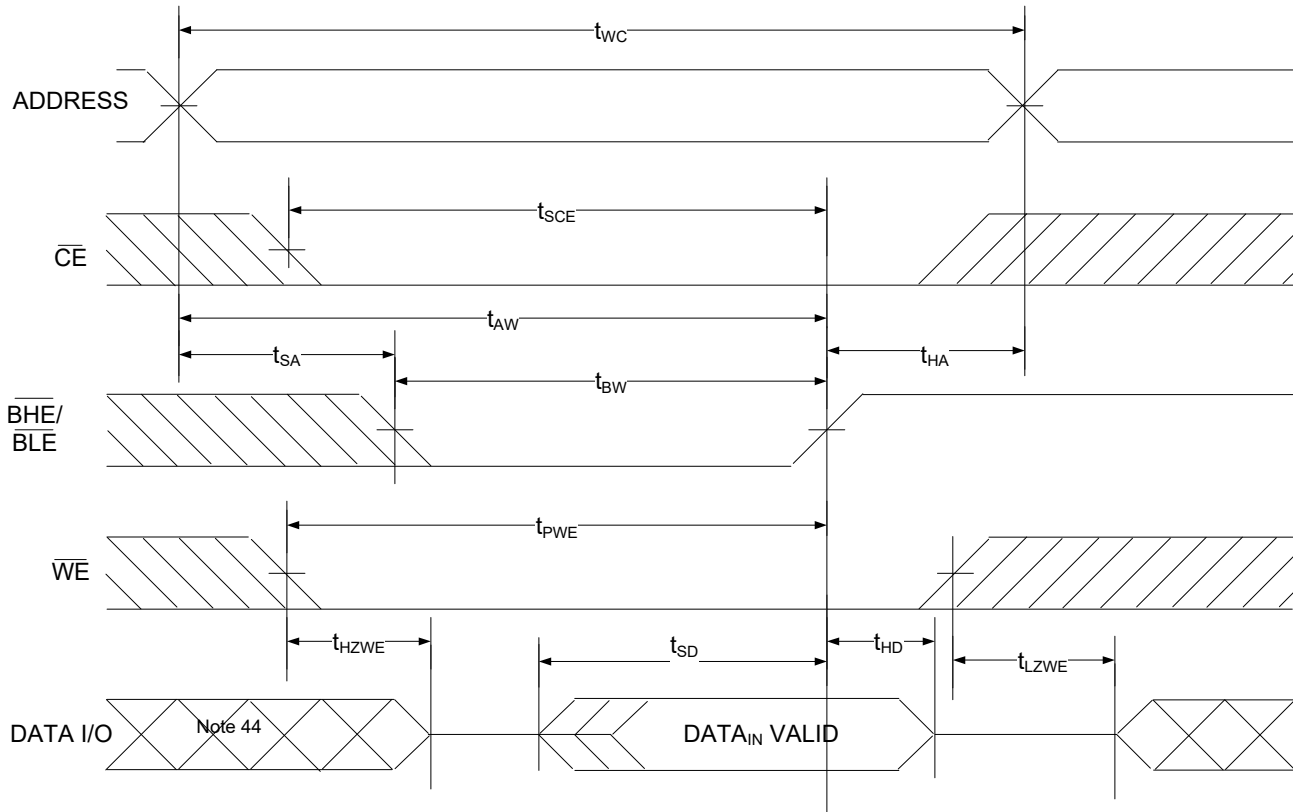 tWC
ADDRESS
tSCE
CE
tAW
tSA
tHA
tBW
BHE/
BLE
tPWE
WE
tHZWE
tSD
tHD
tLZWE
DATA I/O
Note 44
DATAIN VALID